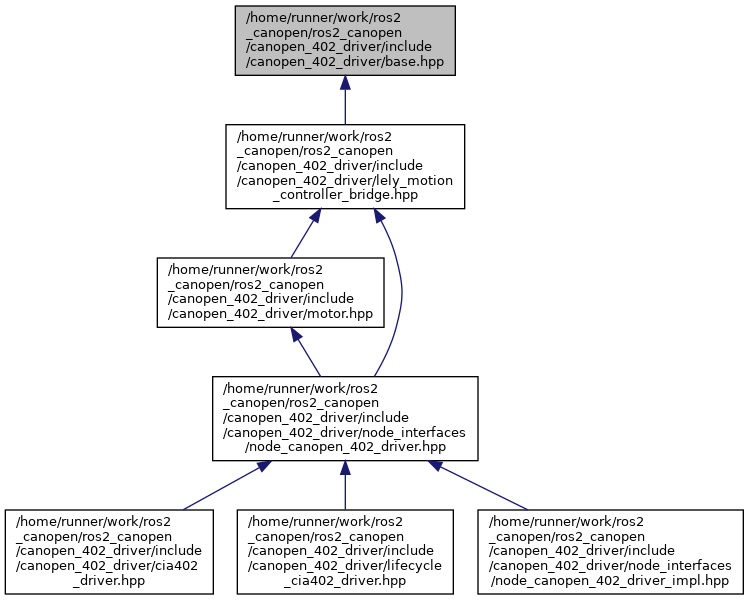 /home/runner/work/ros2
_canopen/ros2_canopen
/canopen_402_driver/include
/canopen_402_driver/base.hpp
/home/runner/work/ros2
_canopen/ros2_canopen
/canopen_402_driver/include
/canopen_402_driver/lely_motion
_controller_bridge.hpp
/home/runner/work/ros2
_canopen/ros2_canopen
/canopen_402_driver/include
/canopen_402_driver/motor.hpp
/home/runner/work/ros2
_canopen/ros2_canopen
/canopen_402_driver/include
/canopen_402_driver/node_interfaces
/node_canopen_402_driver.hpp
/home/runner/work/ros2
_canopen/ros2_canopen
/canopen_402_driver/include
/canopen_402_driver/cia402
_driver.hpp
/home/runner/work/ros2
_canopen/ros2_canopen
/canopen_402_driver/include
/canopen_402_driver/lifecycle
_cia402_driver.hpp
/home/runner/work/ros2
_canopen/ros2_canopen
/canopen_402_driver/include
/canopen_402_driver/node_interfaces
/node_canopen_402_driver_impl.hpp